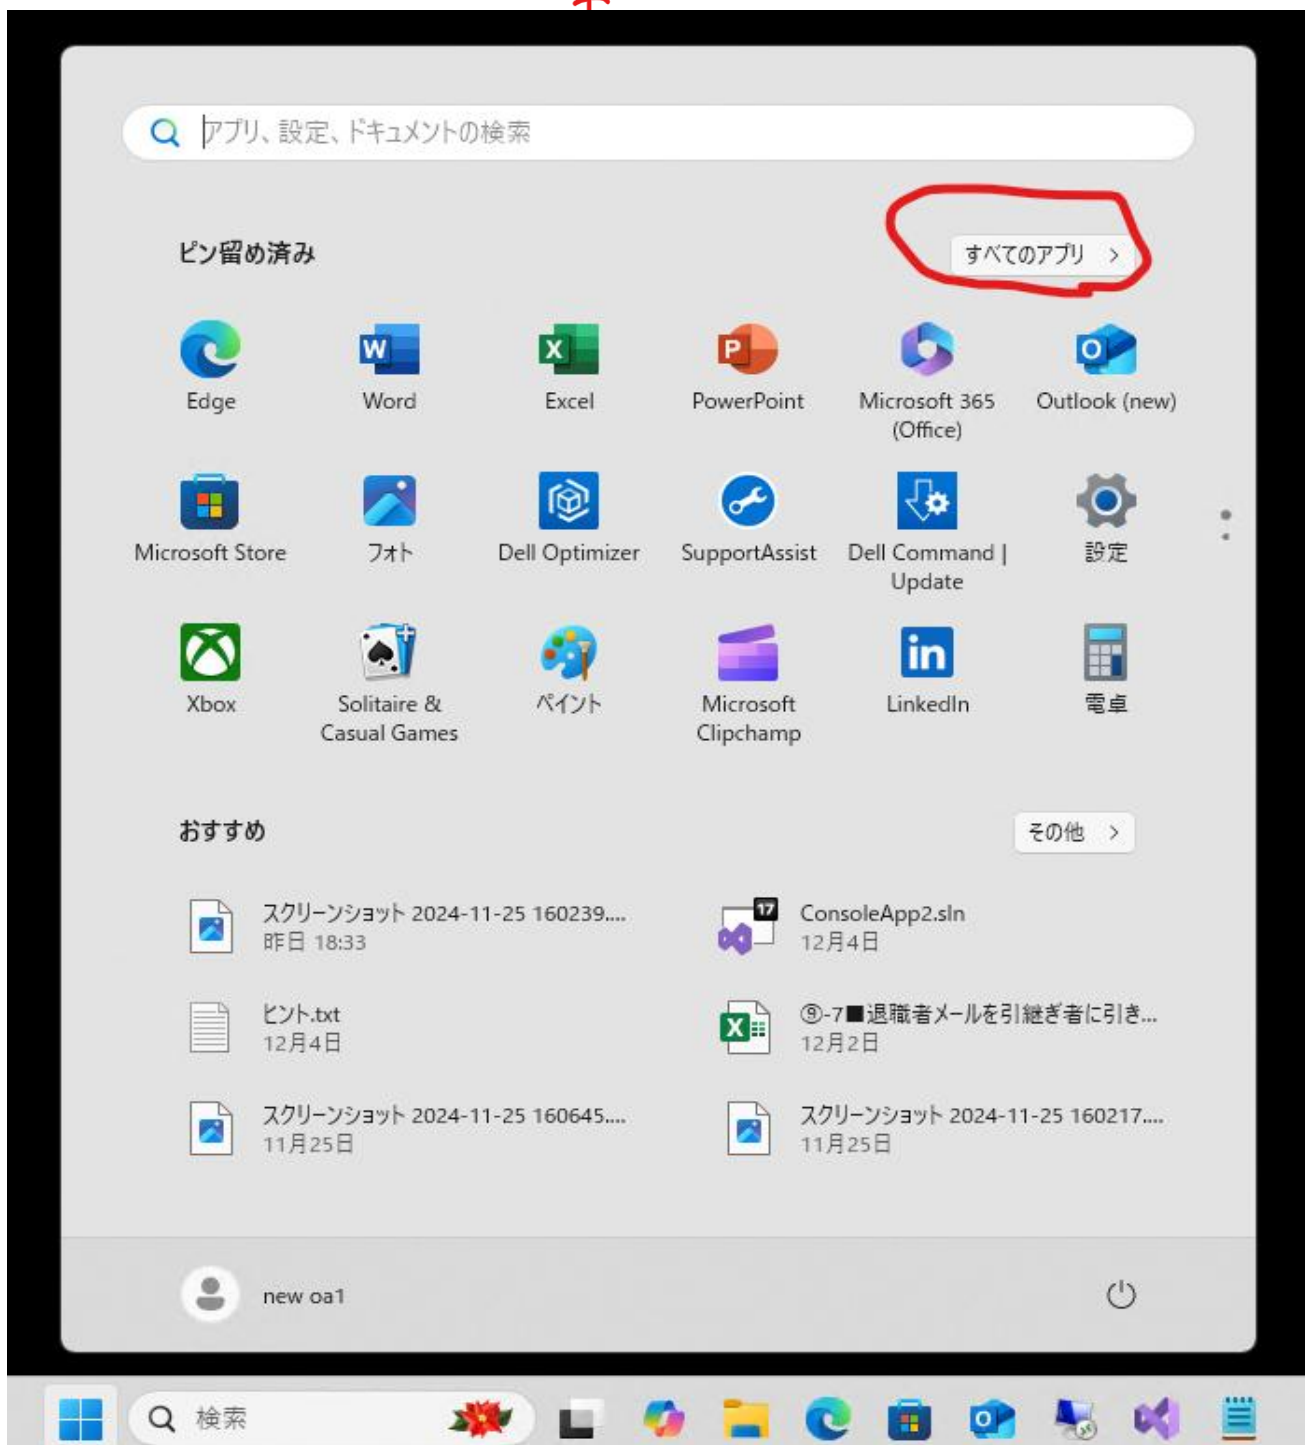 アプリ、設定、ドキュメントの検索
ピン留め済み
すべてのアプリ
Edge
Word
Excel
PowerPoint
Microsoft 365
(Office)
Outlook (new)
Microsoft Store
フォト
Dell Optimizer
SupportAssist
Dell Command |
Update
設定
Xbox
Solitaire &
Casual Games
ペイント
Microsoft
Clipchamp
LinkedIn
電卓
おすすめ
その他
スクリーンショット 2024-11-25 160239....
昨日 18:33
17
ConsoleApp2.sln
12月4日
ヒント.txt
12月4日
⑨-7■退職者メールを引継ぎ者に引き...
12月2日
スクリーンショット 2024-11-25 160645....
11月25日
スクリーンショット 2024-11-25 160217....
11月25日
new oa1
検索